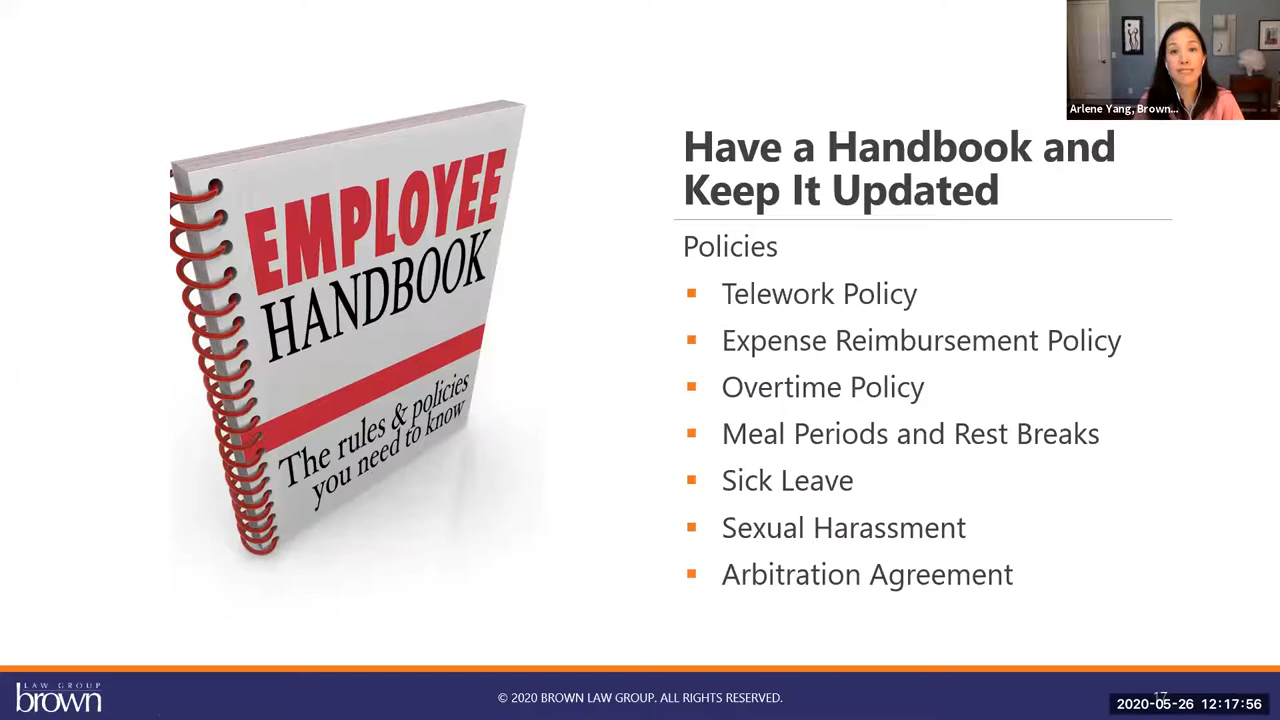 Arlene Yang, Brown...
EMPLOYEE
HANDBOOK
The rules & policies
you need to know
Have a Handbook and
Keep It Updated
Policies
Telework Policy
Expense Reimbursement Policy
Overtime Policy
Meal Periods and Rest Breaks
Sick Leave
Sexual Harassment
Arbitration Agreement
LAW GROUP
brown
© 2020 BROWN LAW GROUP. ALL RIGHTS RESERVED.
17
2020-05-26 12:17:56